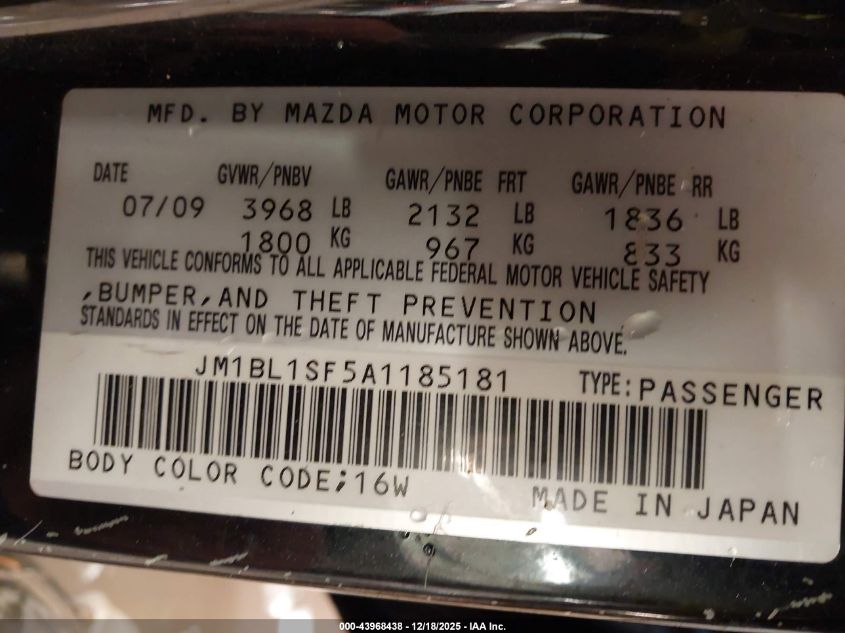 MFD. BY MAZDA MOTOR CORPORATION
DATE GVWR/PNBV GAWR/PNBE FRT GAWR/PNBE RR
07/09 3968 LB 2132 LB 1836 LB
1800 KG 967 KG 833 KG
THIS VEHICLE CONFORMS TO ALL APPLICABLE FEDERAL MOTOR VEHICLE SAFETY
,BUMPER,AND THEFT PREVENTION
STANDARDS IN EFFECT ON THE DATE OF MANUFACTURE SHOWN ABOVE.
JM1BL1SF5A1185181 TYPE:PASSENGER
BODY COLOR CODE;16W
MADE IN JAPAN
000-43968438 - 12/18/2025 - IAA Inc.